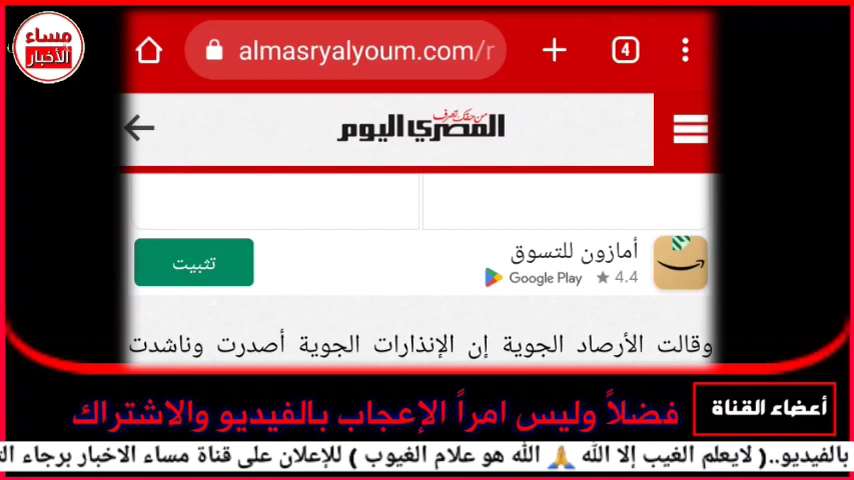 مساء
الأخبار
almasryalyoum.com/r
4
من حقك تعرف
المصري اليوم
أمازون للتسوق
Google Play ★ 4.4
تثبيت
وقالت الأرصاد الجوية إن الإنذارات الجوية أصدرت وناشدت
أعضاء القناة
فضلاً وليس امراً الإعجاب بالفيديو والاشتراك
بالفيديو..( لايعلم الغيب إلا الله 🙏 الله هو علام الغيوب ) للإعلان على قناة مساء الاخبار برجاء